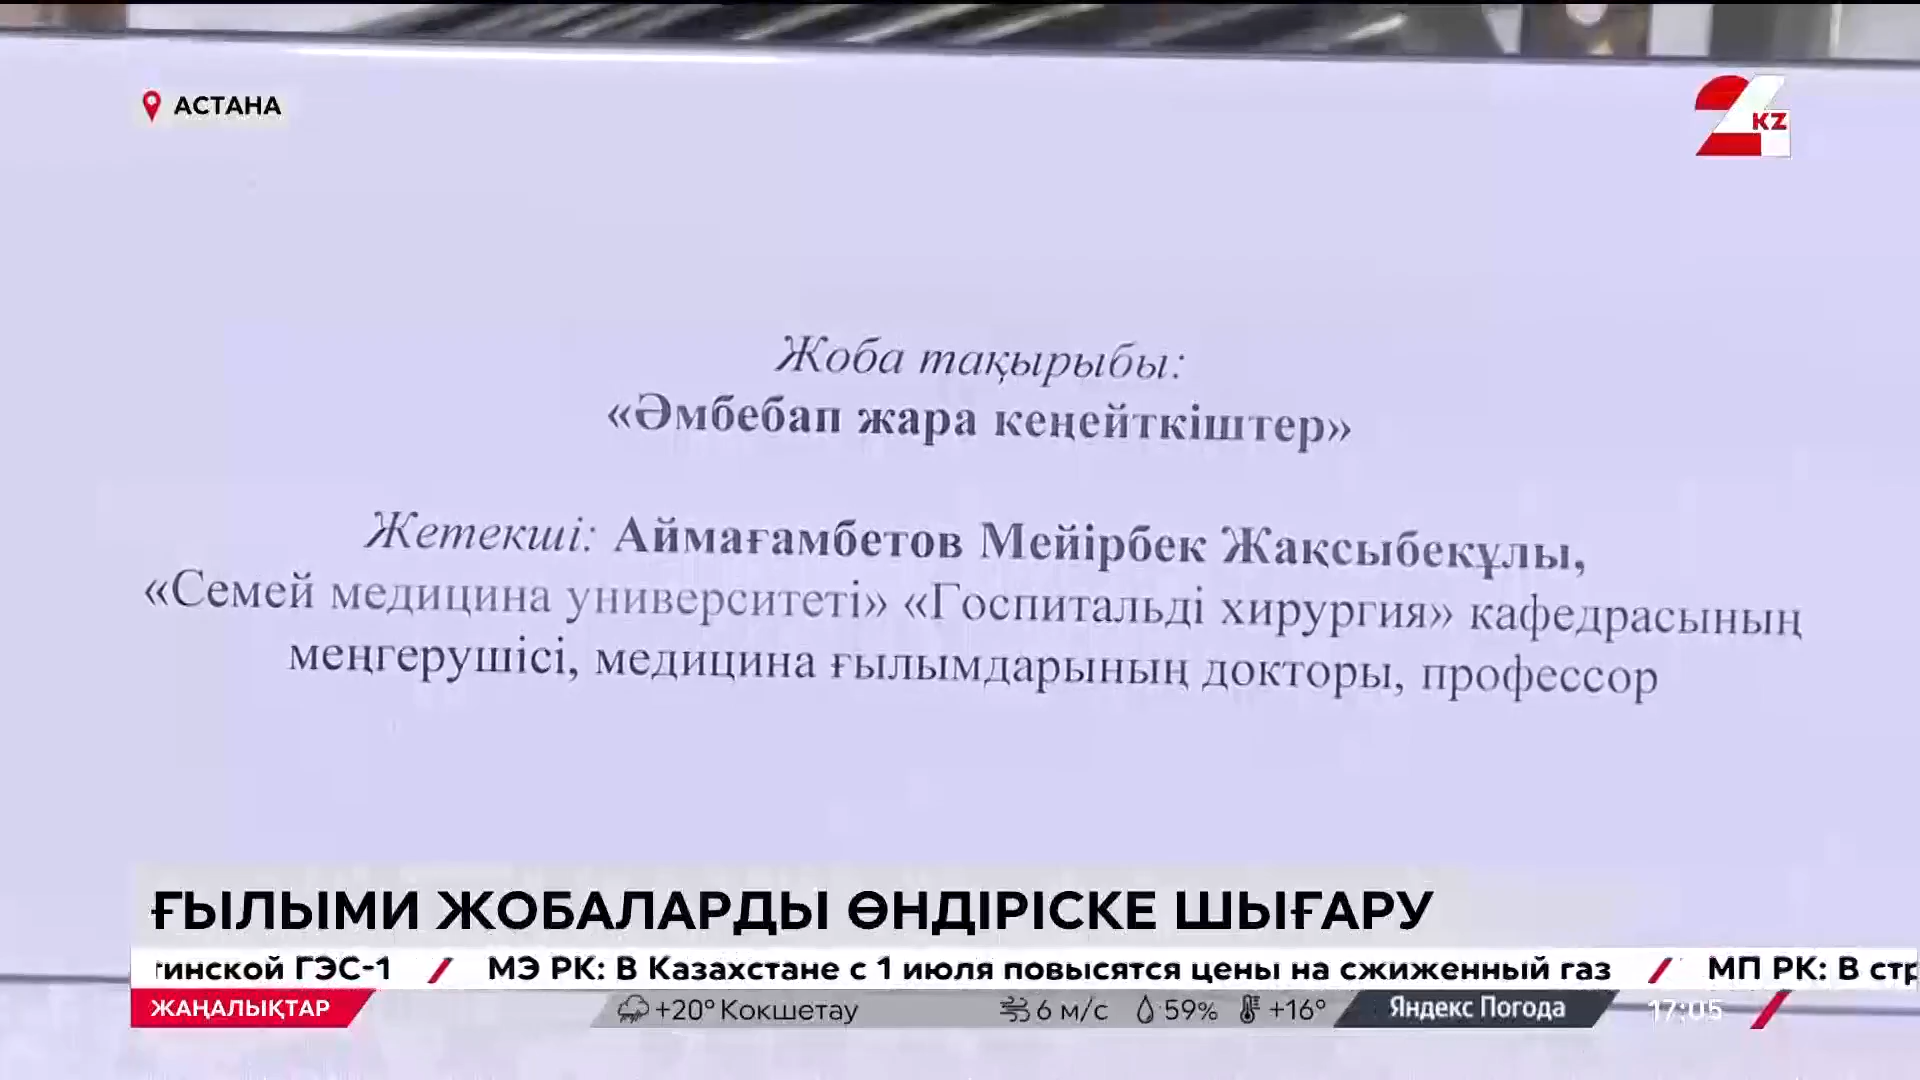 АСТАНА
24 KZ
Жоба тақырыбы:
«Әмбебап жара кеңейткіштер»
Жетекші: Аймағамбетов Мейірбек Жақсыбекұлы,
«Семей медицина университеті» «Госпитальді хирургия» кафедрасының
меңгерушісі, медицина ғылымдарының докторы, профессор
ҒЫЛЫМИ ЖОБАЛАРДЫ ӨНДІРІСКЕ ШЫҒАРУ
тинской ГЭС-1 / МЭ РК: В Казахстане с 1 июля повысятся цены на сжиженный газ / МП РК: В стр
ЖАҢАЛЫҚТАР +20° Кокшетау 6 м/с 59% +16° Яндекс Погода 17:05